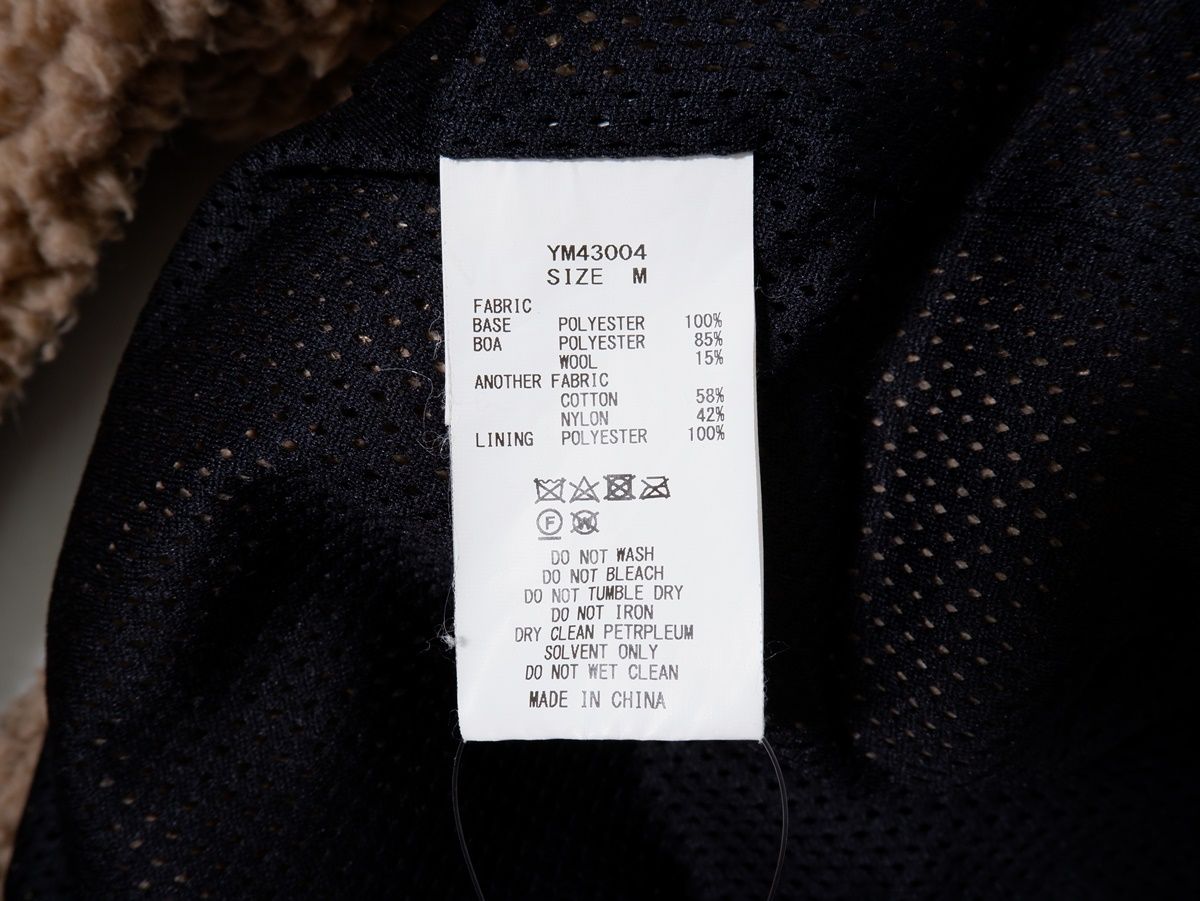 YM43004
SIZE M
FABRIC
BASE POLYESTER 100%
BOA POLYESTER 85%
WOOL 15%
ANOTHER FABRIC
COTTON 58%
NYLON 42%
LINING POLYESTER 100%
F W
DO NOT WASH
DO NOT BLEACH
DO NOT TUMBLE DRY
DO NOT IRON
DRY CLEAN PETRPLEUM
SOLVENT ONLY
DO NOT WET CLEAN
MADE IN CHINA